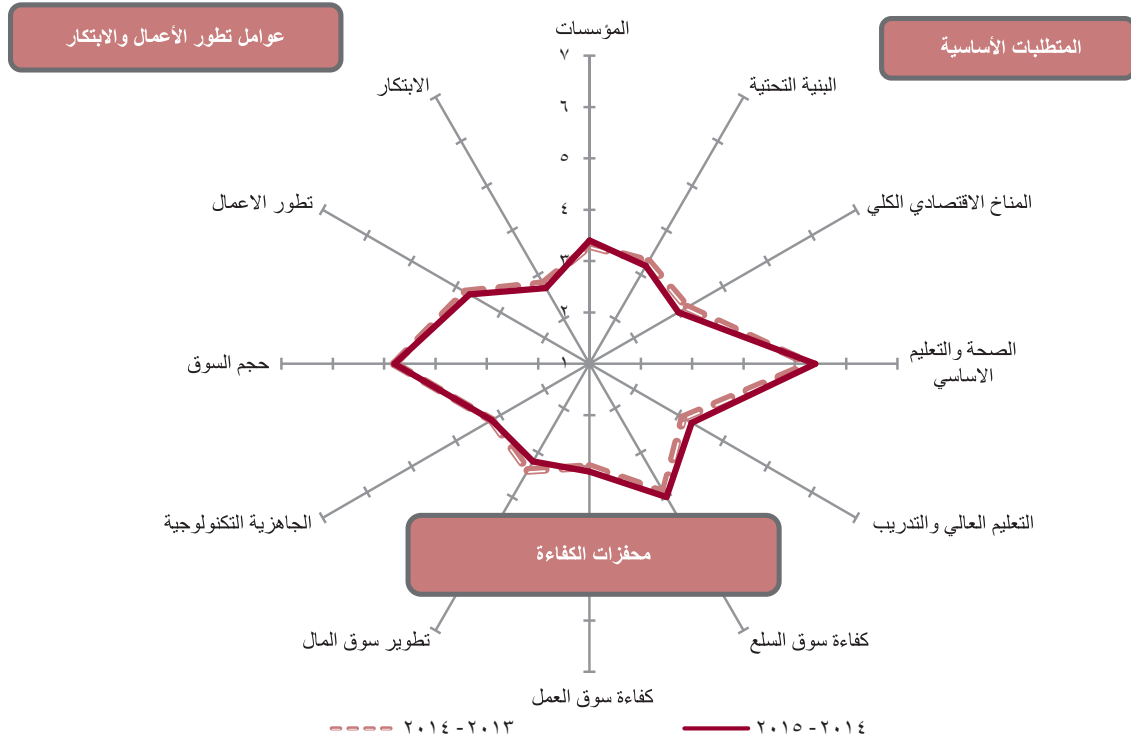 المتطلبات الأساسية
عوامل تطور الأعمال والابتكار
المؤسسات
البنية التحتية
المناخ الاقتصادي الكلي
الصحة والتعليم
الاساسي
التعليم العالي والتدريب
كفاءة سوق السلع
كفاءة سوق العمل
تطوير سوق المال
الجاهزية التكنولوجية
حجم السوق
تطور الاعمال
الابتكار
٧
٦
٥
٤
٣
٢
١
محفزات الكفاءة
٢٠١٣ - ٢٠١٤
٢٠١٤ - ٢٠١٥